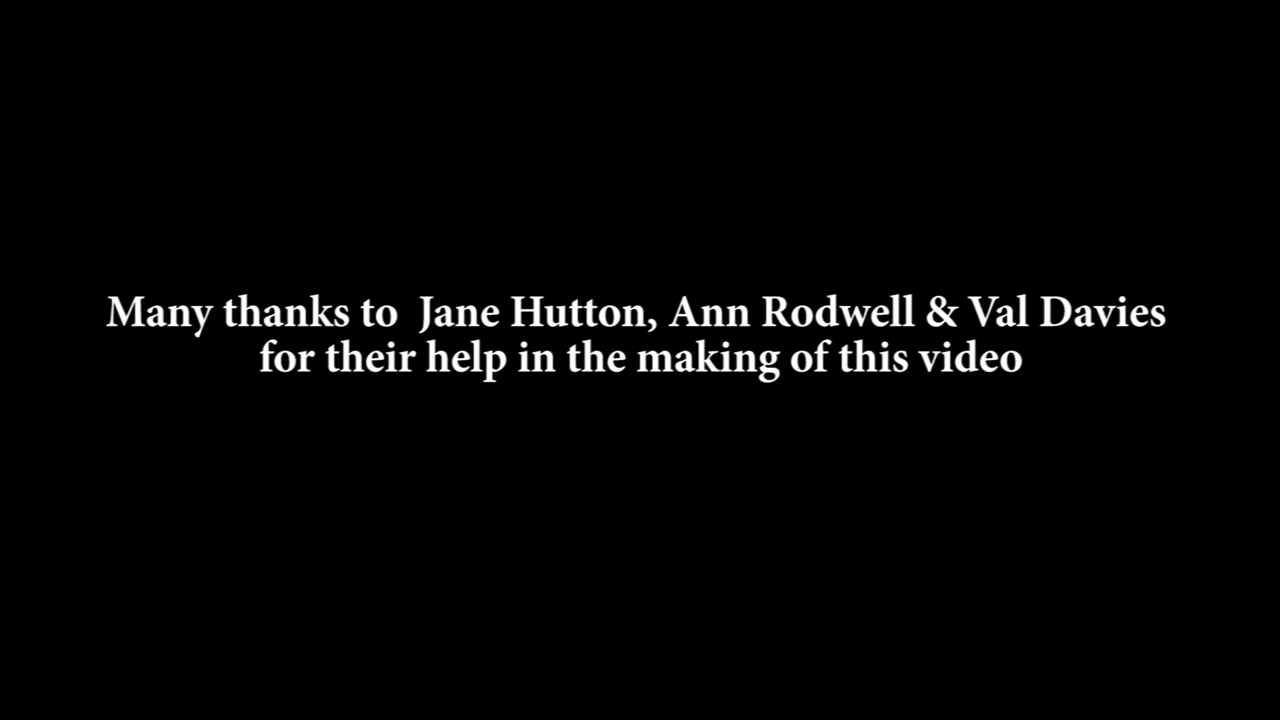 Many thanks to  Jane Hutton, Ann Rodwell & Val Davies
for their help in the making of this video